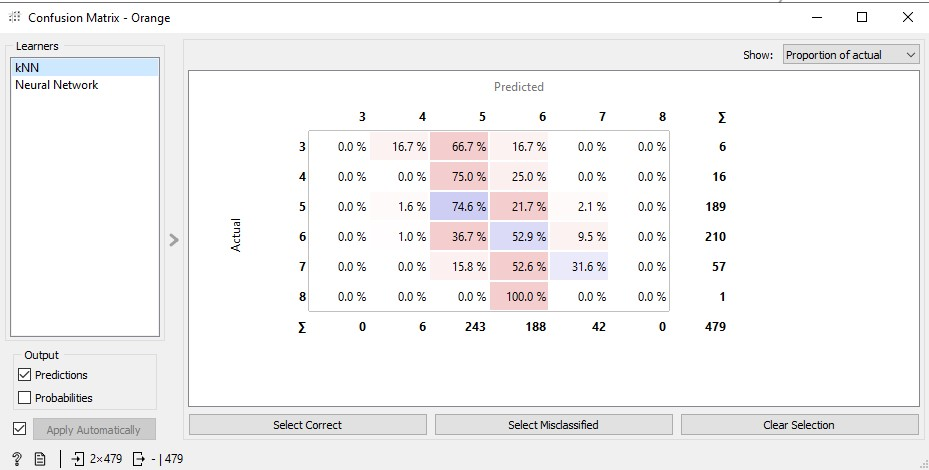 Confusion Matrix - Orange
Learners
kNN
Neural Network
Show: Proportion of actual
Predicted
3 4 5 6 7 8 Σ
3 0.0 % 16.7 % 66.7 % 16.7 % 0.0 % 0.0 % 6
4 0.0 % 0.0 % 75.0 % 25.0 % 0.0 % 0.0 % 16
5 0.0 % 1.6 % 74.6 % 21.7 % 2.1 % 0.0 % 189
Actual
6 0.0 % 1.0 % 36.7 % 52.9 % 9.5 % 0.0 % 210
7 0.0 % 0.0 % 15.8 % 52.6 % 31.6 % 0.0 % 57
8 0.0 % 0.0 % 0.0 % 100.0 % 0.0 % 0.0 % 1
Σ 0 6 243 188 42 0 479
Output
Predictions
Probabilities
Apply Automatically
Select Correct
Select Misclassified
Clear Selection
? 2×479 - | 479